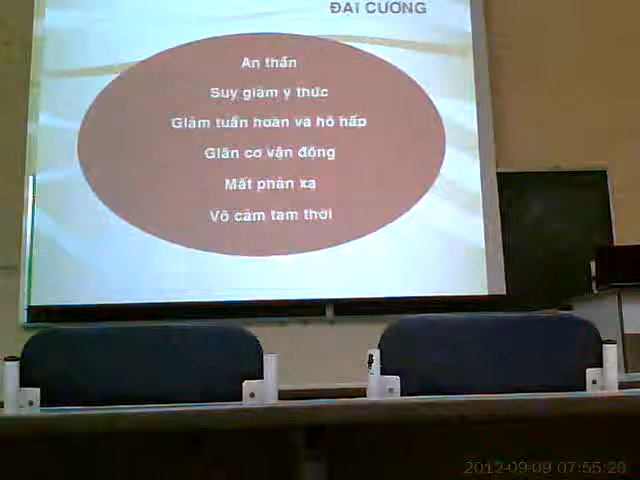 ĐẠI CƯƠNG
An thần
Suy giảm ý thức
Giảm tuần hoàn và hô hấp
Giãn cơ vận động
Mất phản xạ
Vô cảm tạm thời
2012-09-09 07:55:29